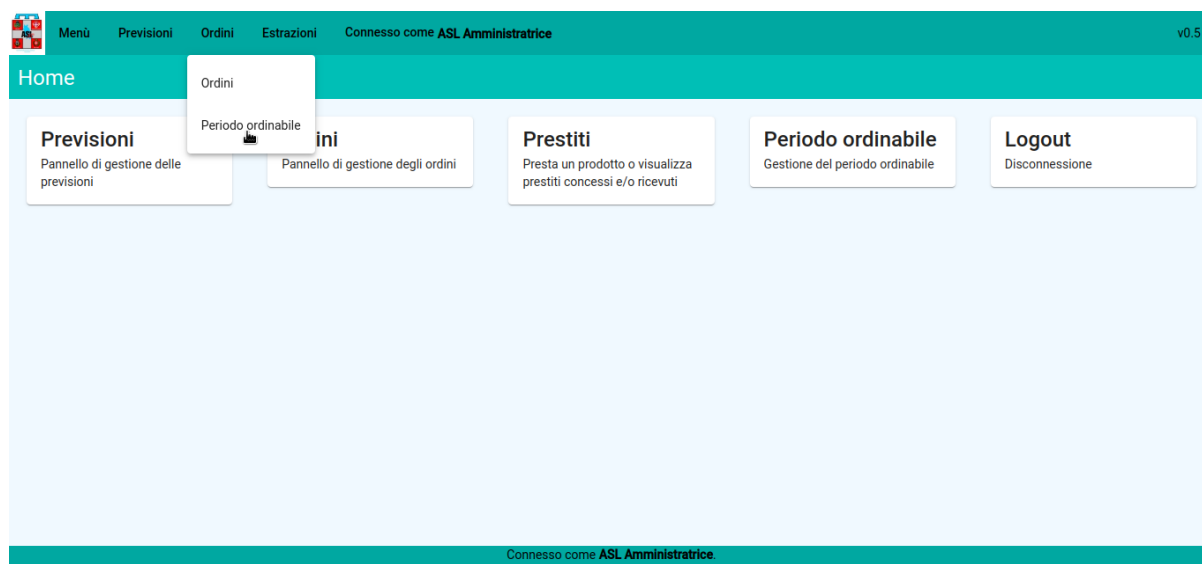 ASL
Menù Previsioni Ordini Estrazioni Connesso come ASL Amministratrice v0.5
Home
Ordini
Periodo ordinabile
Previsioni
Pannello di gestione delle
previsioni
ini
Pannello di gestione degli ordini
Prestiti
Presta un prodotto o visualizza
prestiti concessi e/o ricevuti
Periodo ordinabile
Gestione del periodo ordinabile
Logout
Disconnessione
Connesso come ASL Amministratrice.